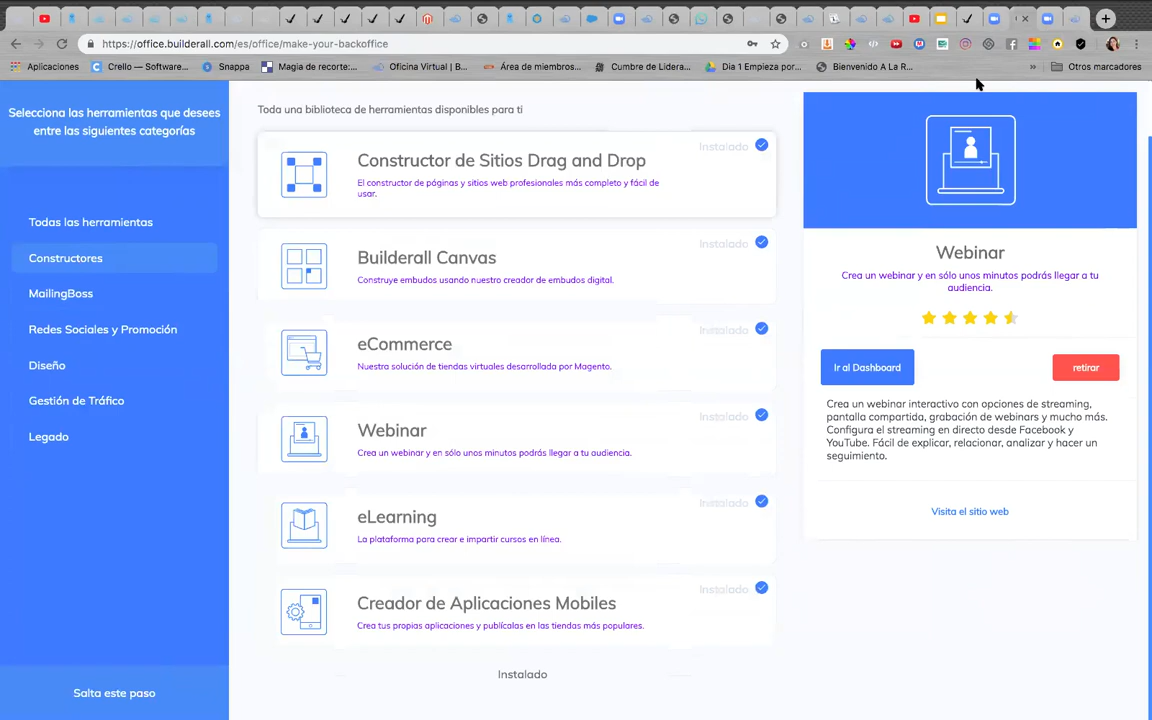 https://office.builderall.com/es/office/make-your-backoffice
Aplicaciones
Crello — Software...
Snappa
Magia de recorte:...
Oficina Virtual | B...
Área de miembros...
Cumbre de Lidera...
Dia 1 Empieza por...
Bienvenido A La R...
»
Otros marcadores
Selecciona las herramientas que desees
entre las siguientes categorías
Todas las herramientas
Constructores
MailingBoss
Redes Sociales y Promoción
Diseño
Gestión de Tráfico
Legado
Salta este paso
Toda una biblioteca de herramientas disponibles para ti
Instalado
Constructor de Sitios Drag and Drop
El constructor de páginas y sitios web profesionales más completo y fácil de
usar.
Instalado
Builderall Canvas
Construye embudos usando nuestro creador de embudos digital.
Instalado
eCommerce
Nuestra solución de tiendas virtuales desarrollada por Magento.
Instalado
Webinar
Crea un webinar y en sólo unos minutos podrás llegar a tu audiencia.
Instalado
eLearning
La plataforma para crear e impartir cursos en línea.
Instalado
Creador de Aplicaciones Mobiles
Crea tus propias aplicaciones y publícalas en las tiendas más populares.
Instalado
Webinar
Crea un webinar y en sólo unos minutos podrás llegar a tu
audiencia.
Ir al Dashboard
retirar
Crea un webinar interactivo con opciones de streaming,
pantalla compartida, grabación de webinars y mucho más.
Configura el streaming en directo desde Facebook y
YouTube. Fácil de explicar, relacionar, analizar y hacer un
seguimiento.
Visita el sitio web